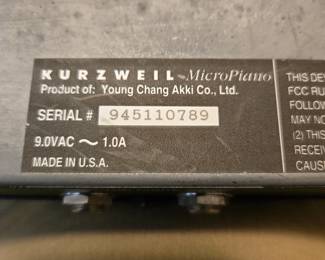 KURZWEIL MicroPiano
Product of: Young Chang Akki Co., Ltd.
SERIAL # 945110789
9.0VAC ~ 1.0A
MADE IN U.S.A.
THIS DE
FCC RU
FOLLOW
MAY NO
(2) THIS
RECEIV
CAUSE